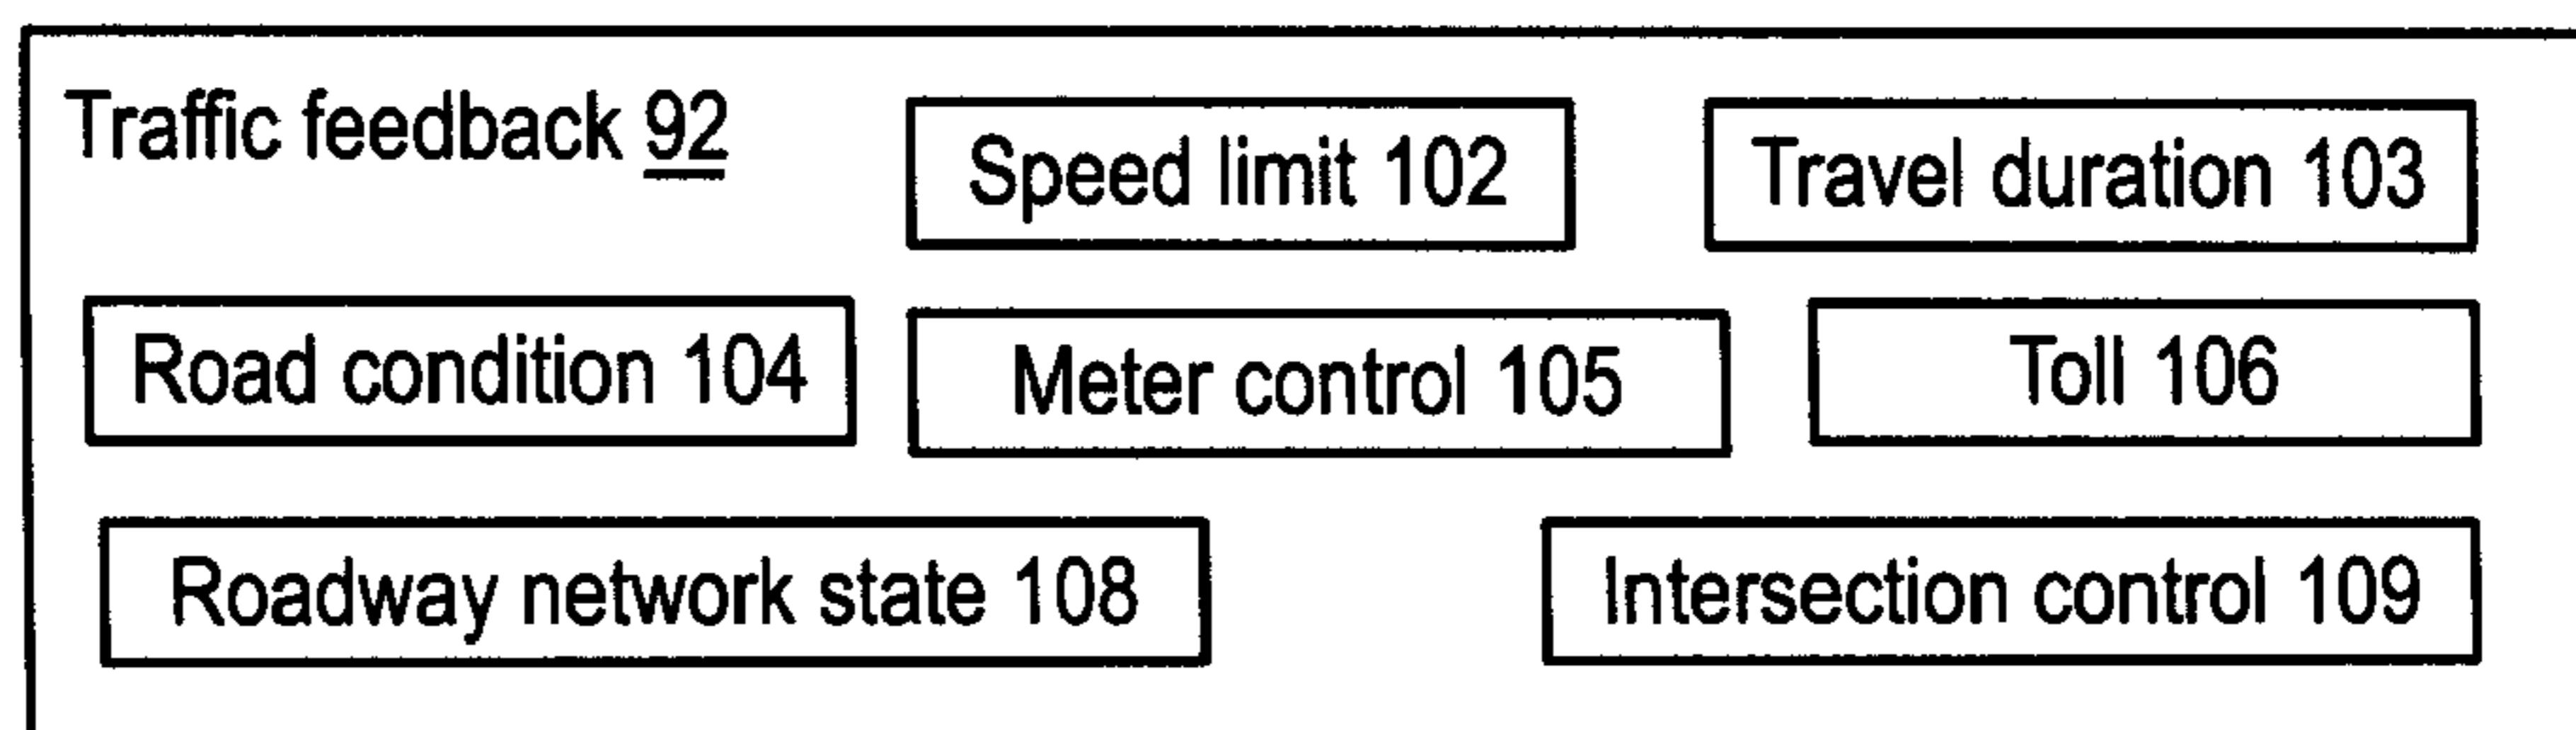 Traffic feedback 92
Speed limit 102
Travel duration 103
Road condition 104
Meter control 105
Toll 106
Roadway network state 108
Intersection control 109